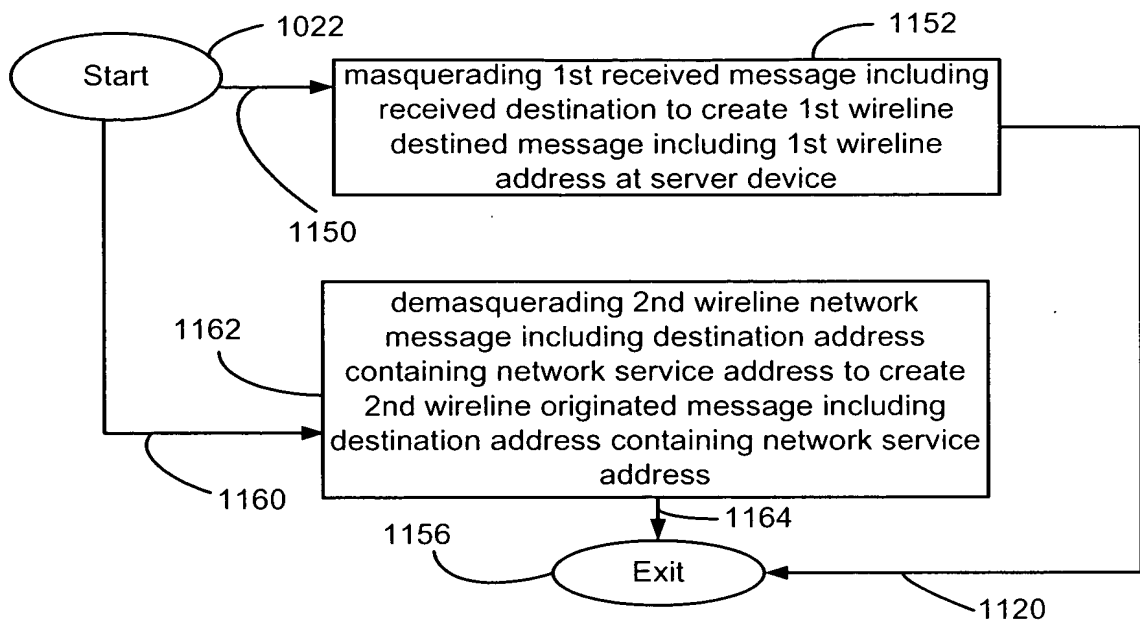 1022
Start
1152
masquerading 1st received message including
received destination to create 1st wireline
destined message including 1st wireline
address at server device
1150
demasquerading 2nd wireline network
message including destination address
containing network service address to create
2nd wireline originated message including
destination address containing network service
address
1162
1160
1164
1156
Exit
1120